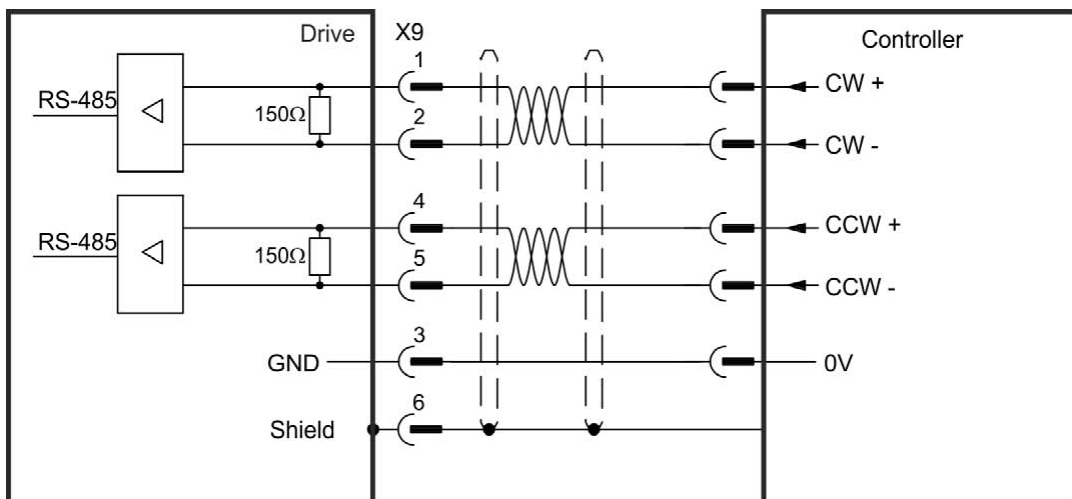 Drive
X9
Controller
1
CW +
RS-485
150Ω
2
CW -
4
CCW +
RS-485
150Ω
5
CCW -
3
GND
0V
6
Shield